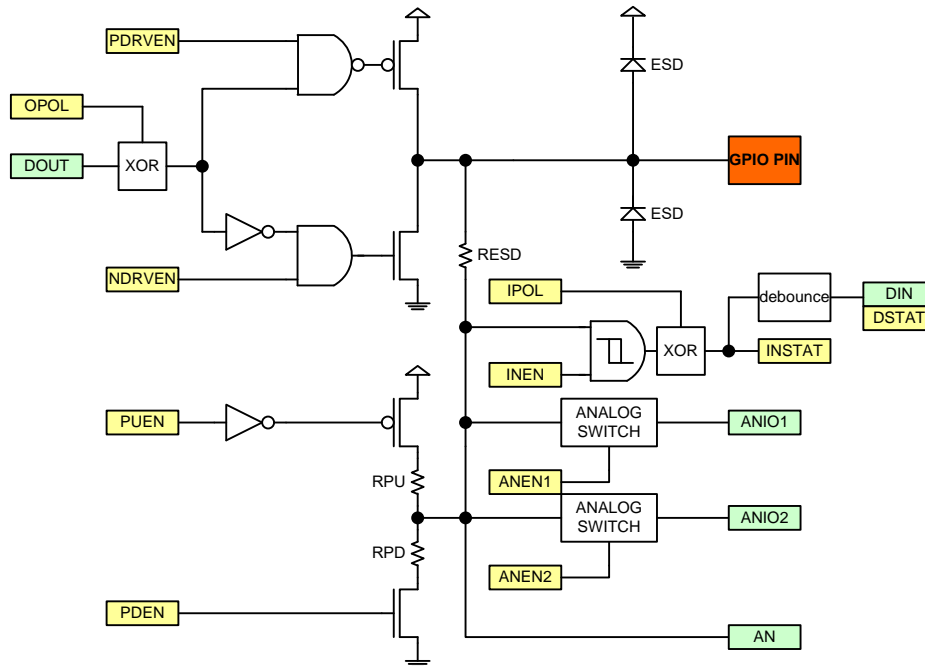 PDRVEN
ESD
OPOL
DOUT
XOR
GPIO PIN
ESD
RESD
NDRVEN
IPOL
debounce
DIN
DSTAT
XOR
INSTAT
INEN
PUEN
ANALOG
SWITCH
ANIO1
RPU
ANEN1
ANALOG
SWITCH
ANIO2
RPD
ANEN2
PDEN
AN